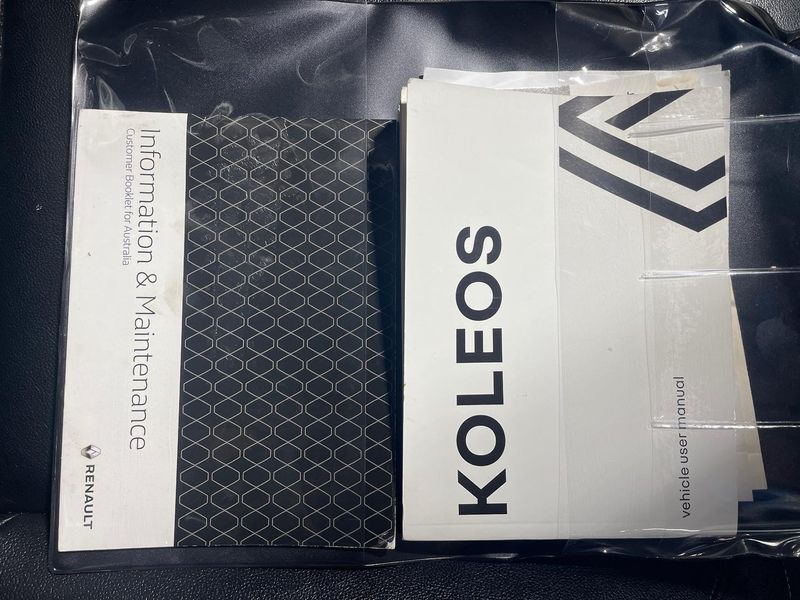 Information & Maintenance
Customer Booklet for Australia
RENAULT
KOLEOS
vehicle user manual